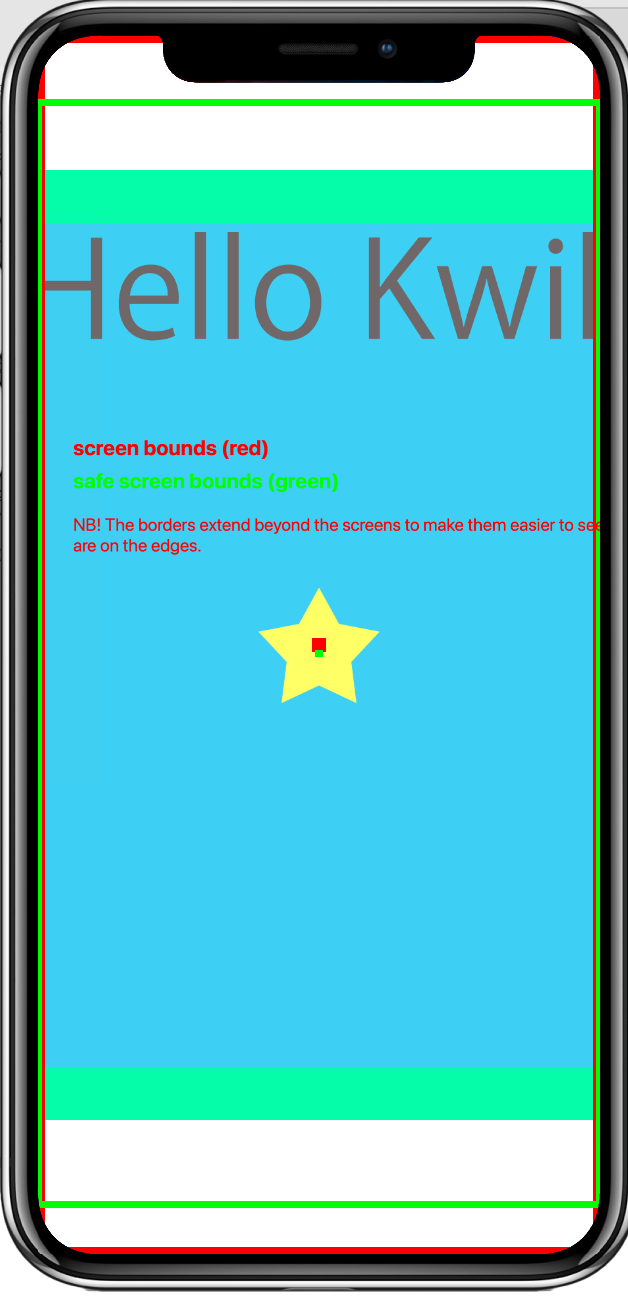 Hello Kwil
screen bounds (red)
safe screen bounds (green)
NB! The borders extend beyond the screens to make them easier to see
are on the edges.